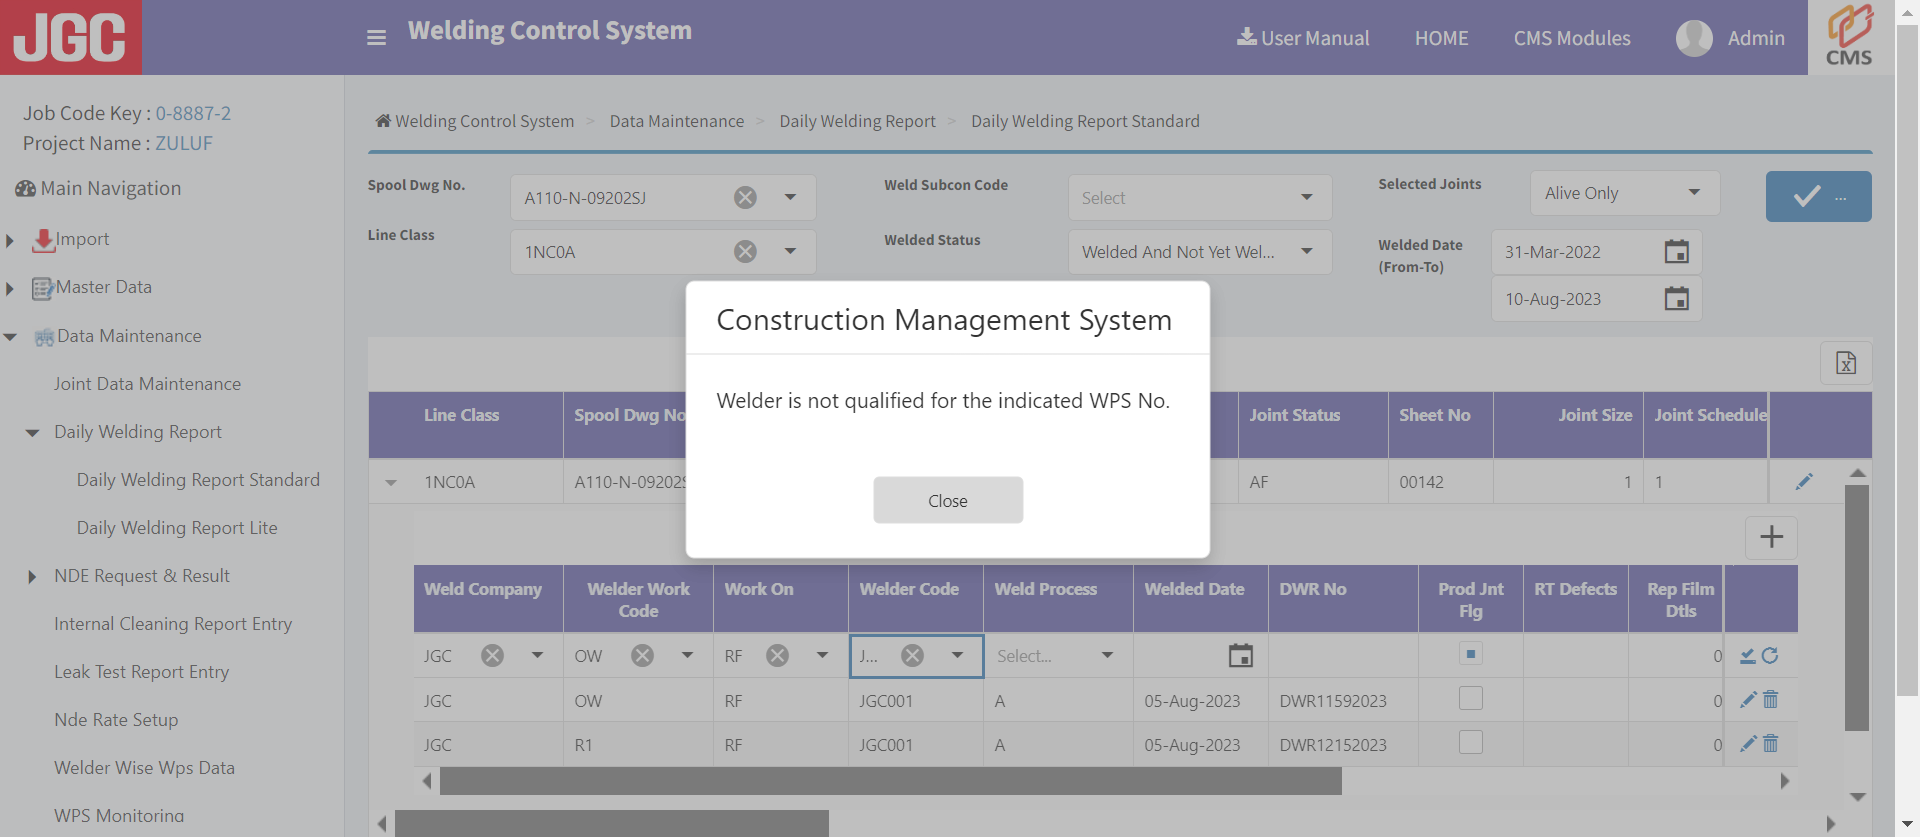 JGC
Welding Control System
User Manual
HOME
CMS Modules
Admin
CMS
Job Code Key : 0-8887-2
Project Name : ZULUF
Main Navigation
Import
Master Data
Data Maintenance
Joint Data Maintenance
Daily Welding Report
Daily Welding Report Standard
Daily Welding Report Lite
NDE Request & Result
Internal Cleaning Report Entry
Leak Test Report Entry
Nde Rate Setup
Welder Wise Wps Data
WPS Monitoring
Welding Control System > Data Maintenance > Daily Welding Report > Daily Welding Report Standard
Spool Dwg No. A110-N-09202SJ
Weld Subcon Code Select
Selected Joints Alive Only
...
Line Class 1NC0A
Welded Status Welded And Not Yet Wel...
Welded Date
(From-To)
31-Mar-2022
10-Aug-2023
Construction Management System
Welder is not qualified for the indicated WPS No.
Close
Line Class Spool Dwg No Joint Status Sheet No Joint Size Joint Schedule
1NC0A A110-N-09202S AF 00142 1 1
Weld Company Welder Work Code Work On Welder Code Weld Process Welded Date DWR No Prod Jnt Flg RT Defects Rep Film Dtls
JGC OW RF J... Select... 0
JGC OW RF JGC001 A 05-Aug-2023 DWR11592023 0
JGC R1 RF JGC001 A 05-Aug-2023 DWR12152023 0